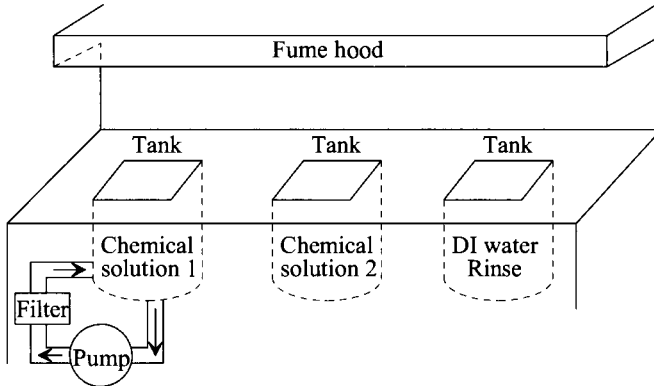 Fume hood
Tank
Tank
Tank
Chemical
solution 1
Chemical
solution 2
DI water
Rinse
Filter
Pump